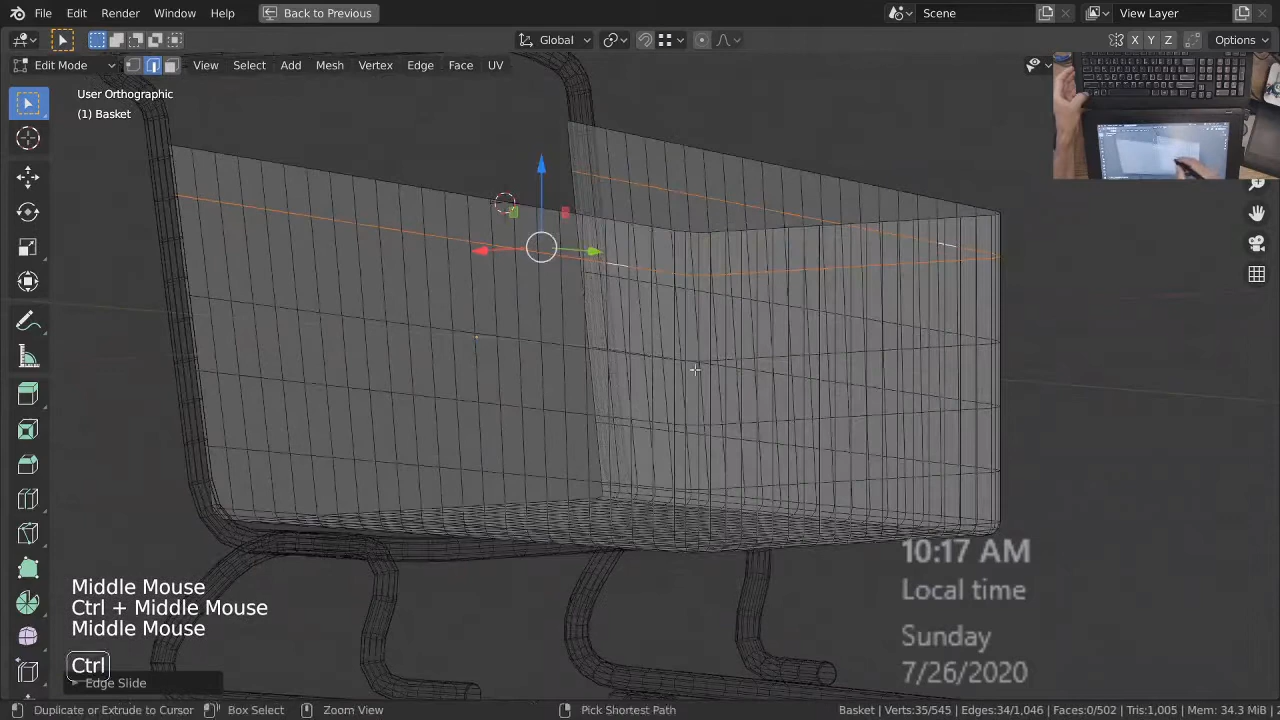 File Edit Render Window Help Back to Previous Scene View Layer
Global X Y Z Options
Edit Mode View Select Add Mesh Vertex Edge Face UV
User Orthographic
(1) Basket
10:17 AM
Local time
Sunday
7/26/2020
Middle Mouse
Ctrl + Middle Mouse
Middle Mouse
Ctrl
Edge Slide
Duplicate or Extrude to Cursor Box Select Zoom View Pick Shortest Path Basket | Verts:35/545 | Edges:34/1,046 | Faces:0/502 | Tris:1,005 | Mem: 34.3 MiB